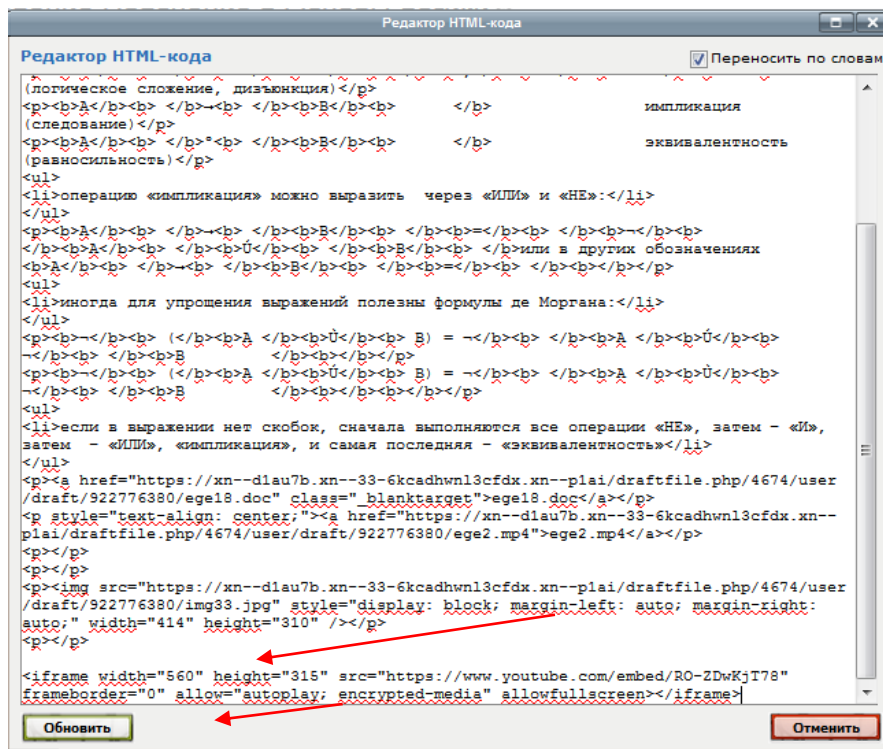 Редактор HTML-кода
Редактор HTML-кода
Переносить по словам
(логическое сложение, дизъюнкция)</p>
<p><b>A</b><b> </b>→<b> </b><b>B</b><b> </b> импликация
(следование)</p>
<p><b>A</b><b> </b>°<b> </b><b>B</b><b> </b> эквивалентность
(равносильность)</p>
<ul>
<li>операцию «импликация» можно выразить через «ИЛИ» и «НЕ»:</li>
</ul>
<p><b>A</b><b> </b>→<b> </b><b>B</b><b> </b><b>=</b><b> </b><b>¬</b><b>
</b><b>A</b><b> </b><b>Ú</b><b> </b><b>B</b><b> </b>или в других обозначениях
<b>A</b><b> </b>→<b> </b><b>B</b><b> </b><b>=</b><b> </b><b></b></p>
<ul>
<li>иногда для упрощения выражений полезны формулы де Моргана:</li>
</ul>
<p><b>¬</b><b> (</b><b>A </b><b>Ù</b><b> B) = ¬</b><b> </b><b>A </b><b>Ú</b><b>
¬</b><b> </b><b>B </b><b></b></p>
<p><b>¬</b><b> (</b><b>A </b><b>Ú</b><b> B) = ¬</b><b> </b><b>A </b><b>Ù</b><b>
¬</b><b> </b><b>B </b><b></b><b></b></p>
<ul>
<li>если в выражении нет скобок, сначала выполняются все операции «НЕ», затем – «И»,
затем – «ИЛИ», «импликация», и самая последняя – «эквивалентность»</li>
</ul>
<p><a href="https://xn--d1au7b.xn--33-6kcadhwnl3cfdx.xn--p1ai/draftfile.php/4674/user
/draft/922776380/ege18.doc" class="_blanktarget">ege18.doc</a></p>
<p style="text-align: center;"><a href="https://xn--d1au7b.xn--33-6kcadhwnl3cfdx.xn--
p1ai/draftfile.php/4674/user/draft/922776380/ege2.mp4">ege2.mp4</a></p>
<p></p>
<p></p>
<p><img src="https://xn--d1au7b.xn--33-6kcadhwnl3cfdx.xn--p1ai/draftfile.php/4674/user
/draft/922776380/img33.jpg" style="display: block; margin-left: auto; margin-right:
auto;" width="414" height="310" /></p>
<p></p>
<iframe width="560" height="315" src="https://www.youtube.com/embed/RO-ZDwKjT78"
frameborder="0" allow="autoplay; encrypted-media" allowfullscreen></iframe>
Обновить
Отменить